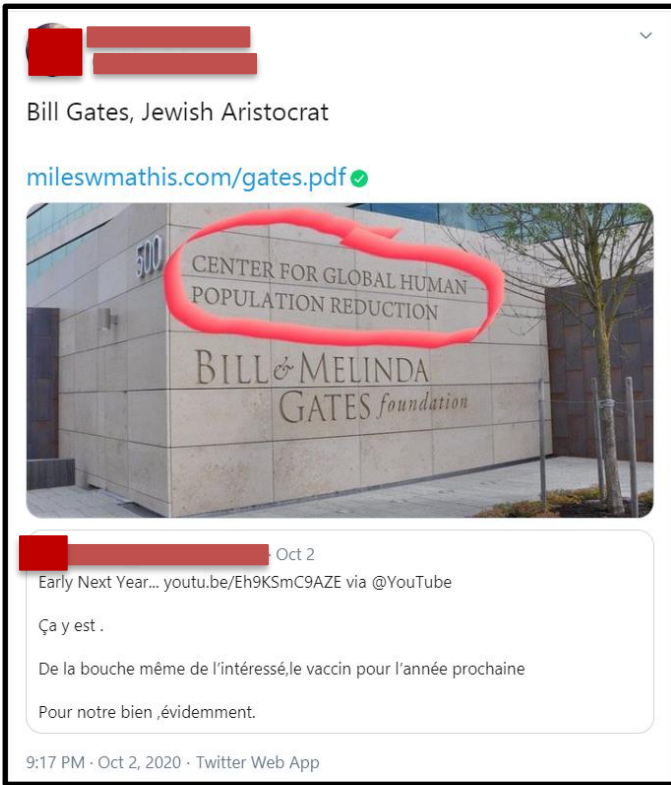 Bill Gates, Jewish Aristocrat
mileswmathis.com/gates.pdf
500
CENTER FOR GLOBAL HUMAN
POPULATION REDUCTION
BILL & MELINDA
GATES foundation
· Oct 2
Early Next Year... youtu.be/Eh9KSmC9AZE via @YouTube
Ça y est .
De la bouche même de l'intéressé,le vaccin pour l'année prochaine
Pour notre bien ,évidemment.
9:17 PM · Oct 2, 2020 · Twitter Web App